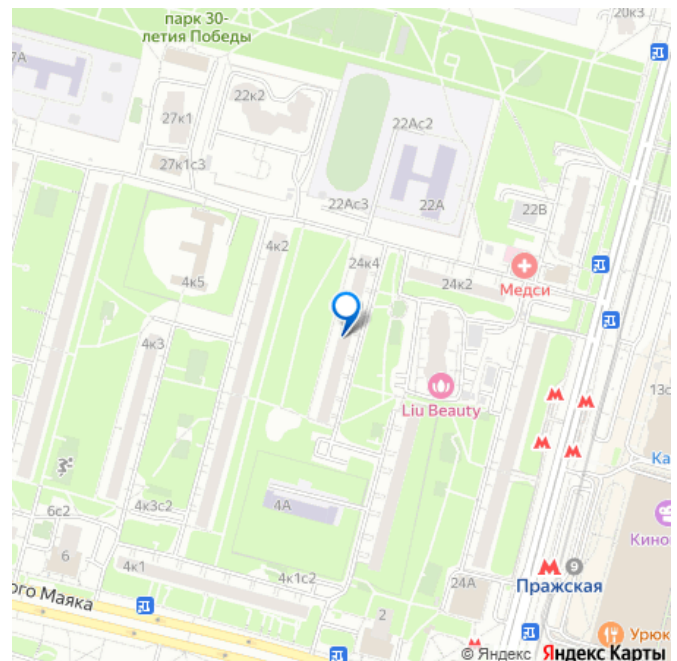 парк 30-
летия Победы
20к3
7А
22к2
27к1
22Ас2
27к1с3
22Ас3
22А
22В
4к2
24к4
4к5
24к2
Медси
4к3
13с
Liu Beauty
Ка
4к3с2
6с2
4А
Кино
6
4к1
4к1с2
24А
9
Пражская
ого Маяка
2
Урюк
© Яндекс Яндекс Карты